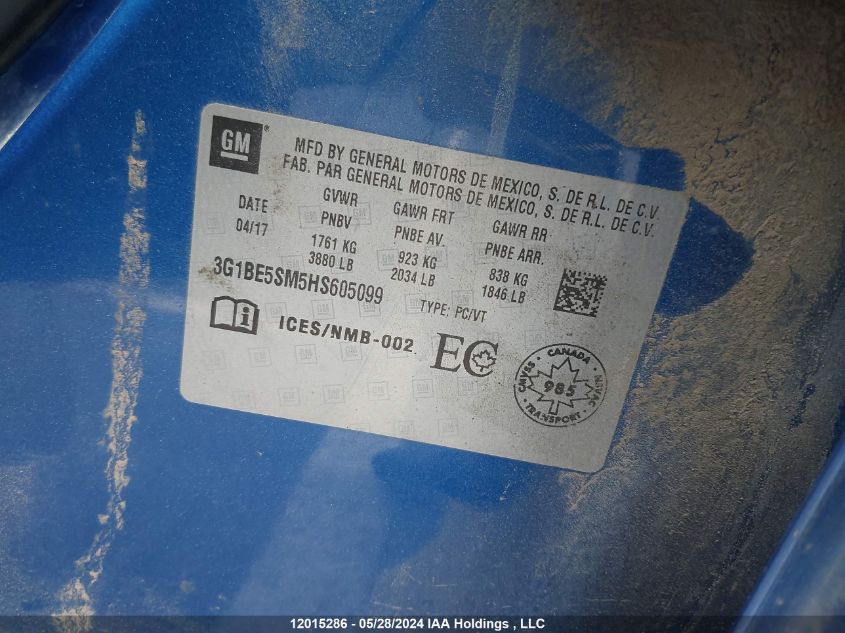 GM ®
MFD BY GENERAL MOTORS DE MEXICO, S. DE R.L. DE C.V.
FAB. PAR GENERAL MOTORS DE MEXICO, S. DE R.L. DE C.V.
DATE GVWR GAWR FRT GAWR RR
04/17 PNBV PNBE AV. PNBE ARR.
1761 KG 923 KG 838 KG
3880 LB 2034 LB 1846 LB
3G1BE5SM5HS605099 TYPE: PC/VT
i ICES/NMB-002 EC
CANADA
CMVSS 985 NSVAC
TRANSPORT
12015286 - 05/28/2024 IAA Holdings , LLC